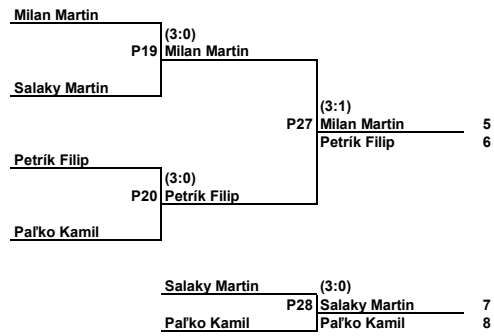 Milan Martin
(3:0)
P19 Milan Martin
Salaky Martin
(3:1)
P27 Milan Martin 5
Petrík Filip 6
Petrík Filip
(3:0)
P20 Petrík Filip
Paľko Kamil
Salaky Martin (3:0)
P28 Salaky Martin 7
Paľko Kamil Paľko Kamil 8